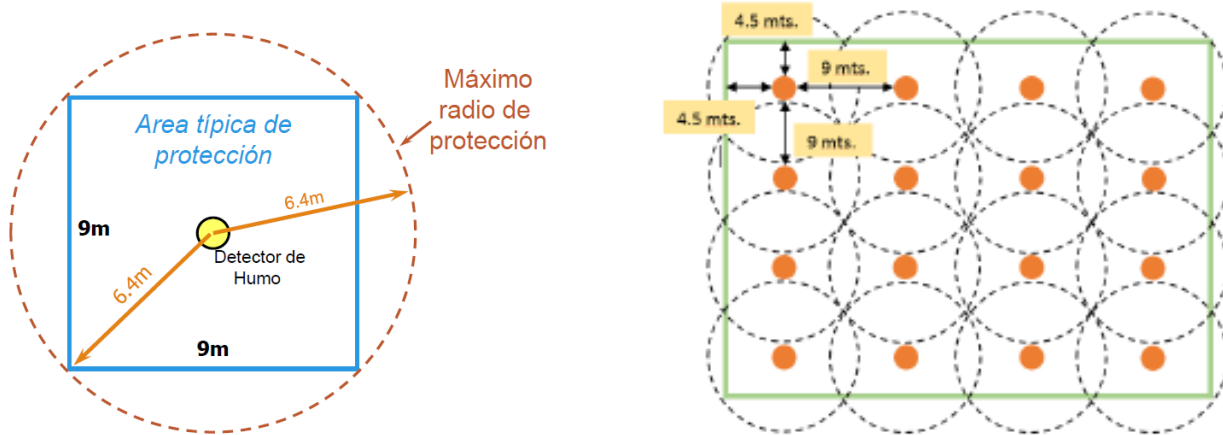 Máximo
radio de
protección
Area típica de
protección
6.4m
9m
Detector de
Humo
6.4m
9m
4.5 mts.
9 mts.
4.5 mts.
9 mts.